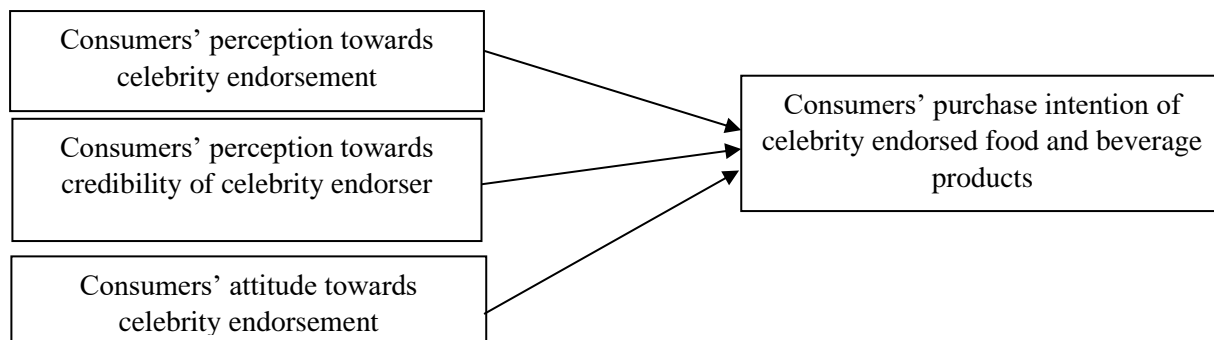 Consumers’ perception towards
celebrity endorsement
Consumers’ perception towards
credibility of celebrity endorser
Consumers’ attitude towards
celebrity endorsement
Consumers’ purchase intention of
celebrity endorsed food and beverage
products